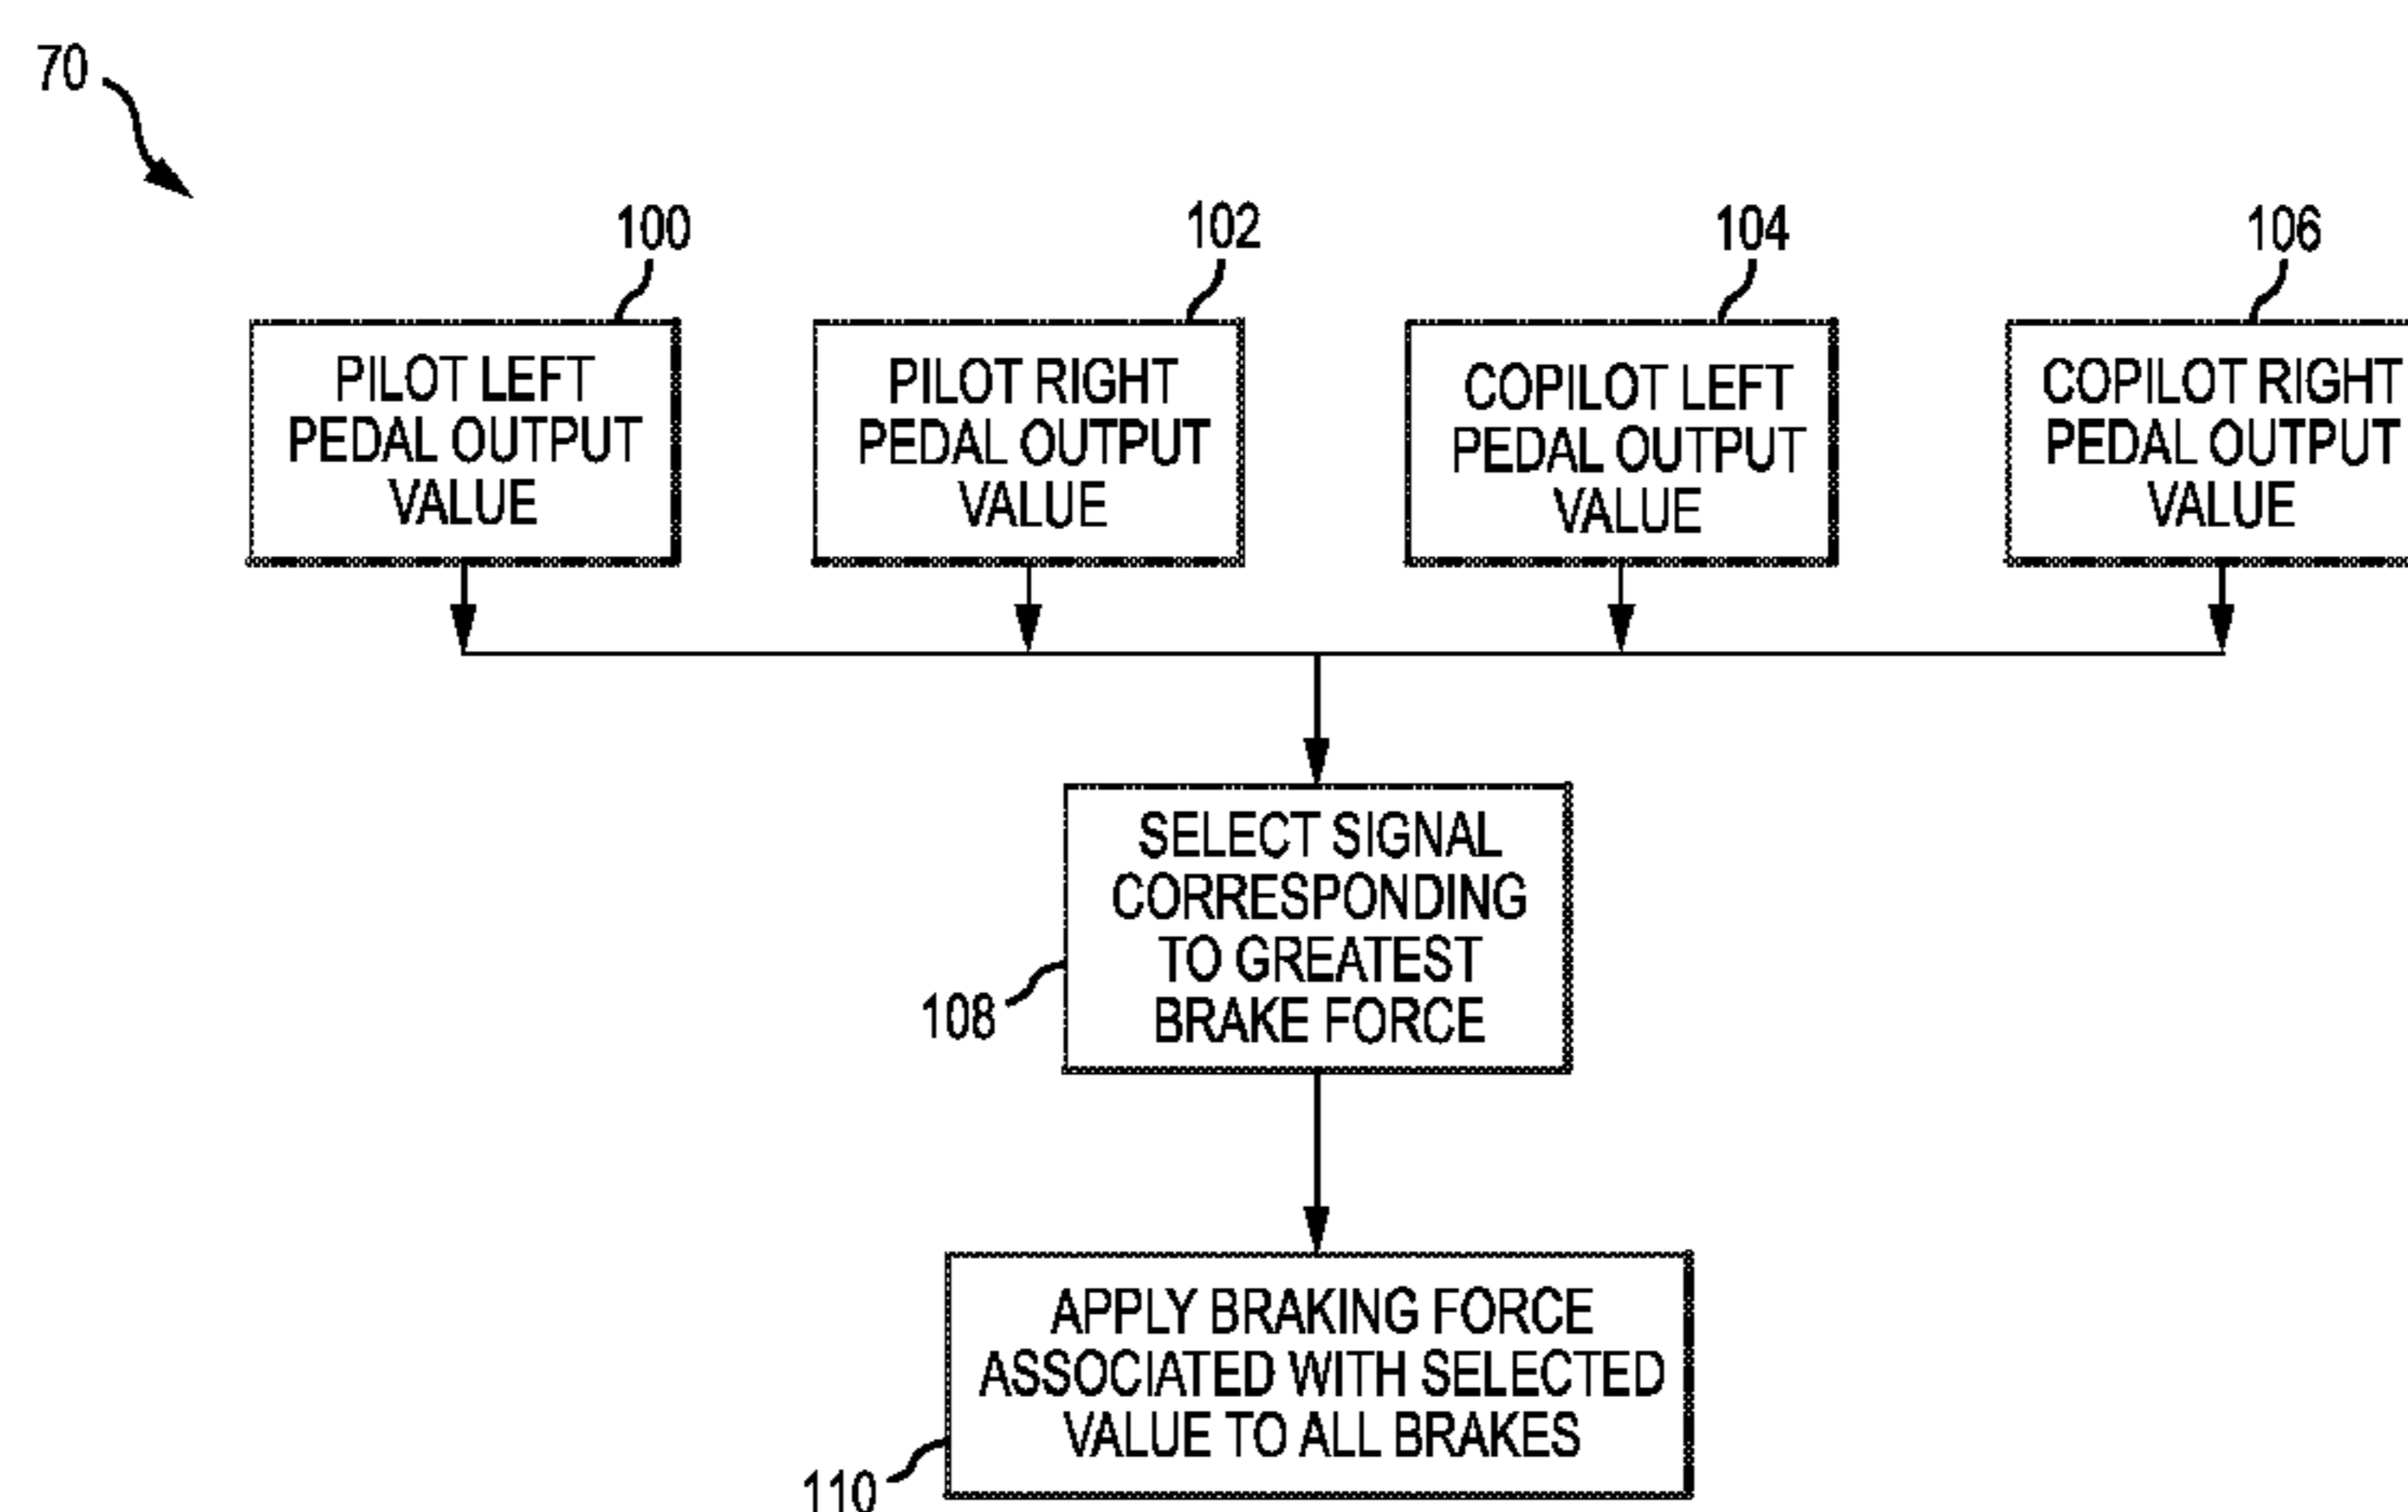 70
100
102
104
106
PILOT LEFT
PEDAL OUTPUT
VALUE
PILOT RIGHT
PEDAL OUTPUT
VALUE
COPILOT LEFT
PEDAL OUTPUT
VALUE
COPILOT RIGHT
PEDAL OUTPUT
VALUE
SELECT SIGNAL
CORRESPONDING
TO GREATEST
BRAKE FORCE
108
APPLY BRAKING FORCE
ASSOCIATED WITH SELECTED
VALUE TO ALL BRAKES
110